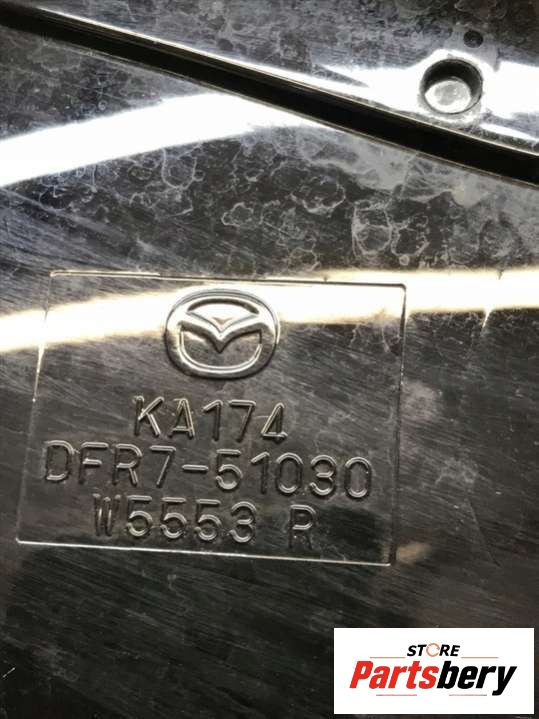 KA174
DFR7-51030
W5553 R
STORE
Partsbery